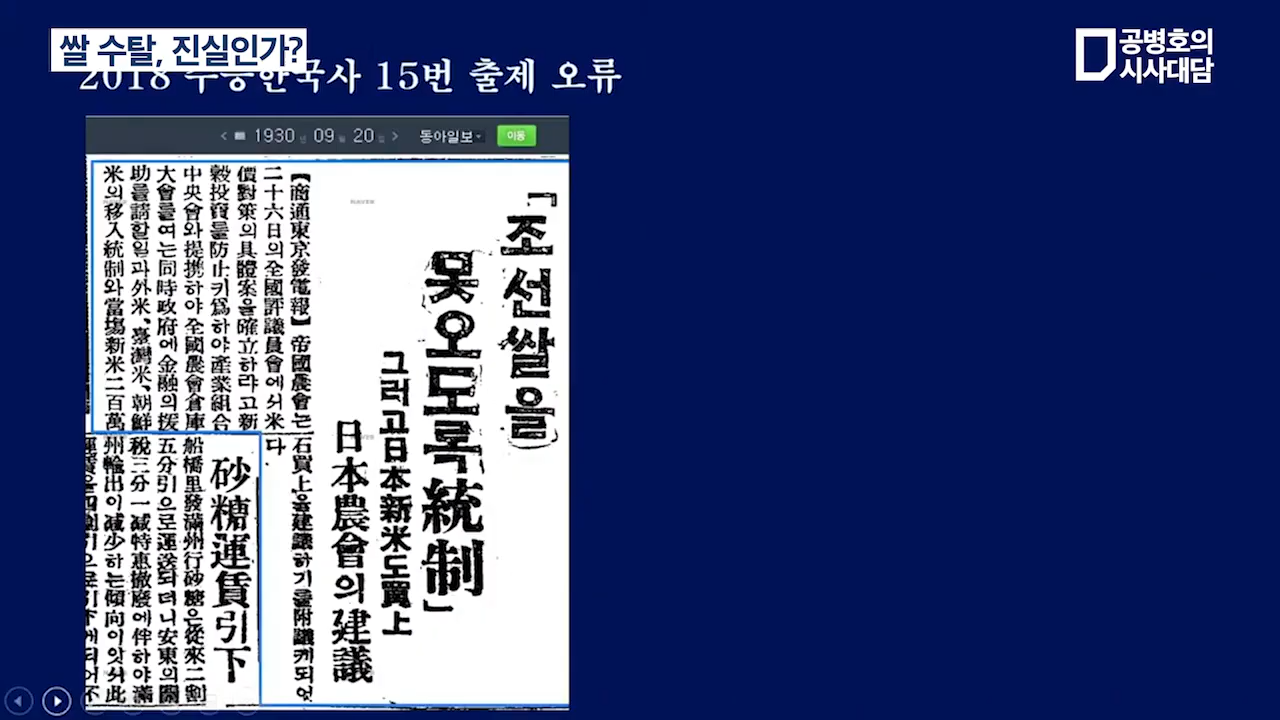 쌀 수탈, 진실인가?
공병호의
시사대담
2018 수능한국사 15번 출제 오류
1930 년 09 월 20 일
동아일보
이동
「조선쌀을
못오도록統制」
그리고日本新米도買上
日本農會의建議
【商通東京發電報】帝國農會는
二十六日의全國評議員會에서米
價對策의具體案을確立하랴고新
穀投賣를防止키爲하야產業組合
中央會와提携하야全國農會倉庫
大會를여는同時政府에金融의援
助를請할일과外米、臺灣米、朝鮮
米의移入統制와當場新米二百萬
石買上을建議하기를附議케되엿
다.
砂糖運賃引下
船橋里發滿州行砂糖은從來二割
五分引으로運送되더니安東의關
稅三分一减特惠撤廢에伴하야滿
州輸出이减少하는傾向이잇서此